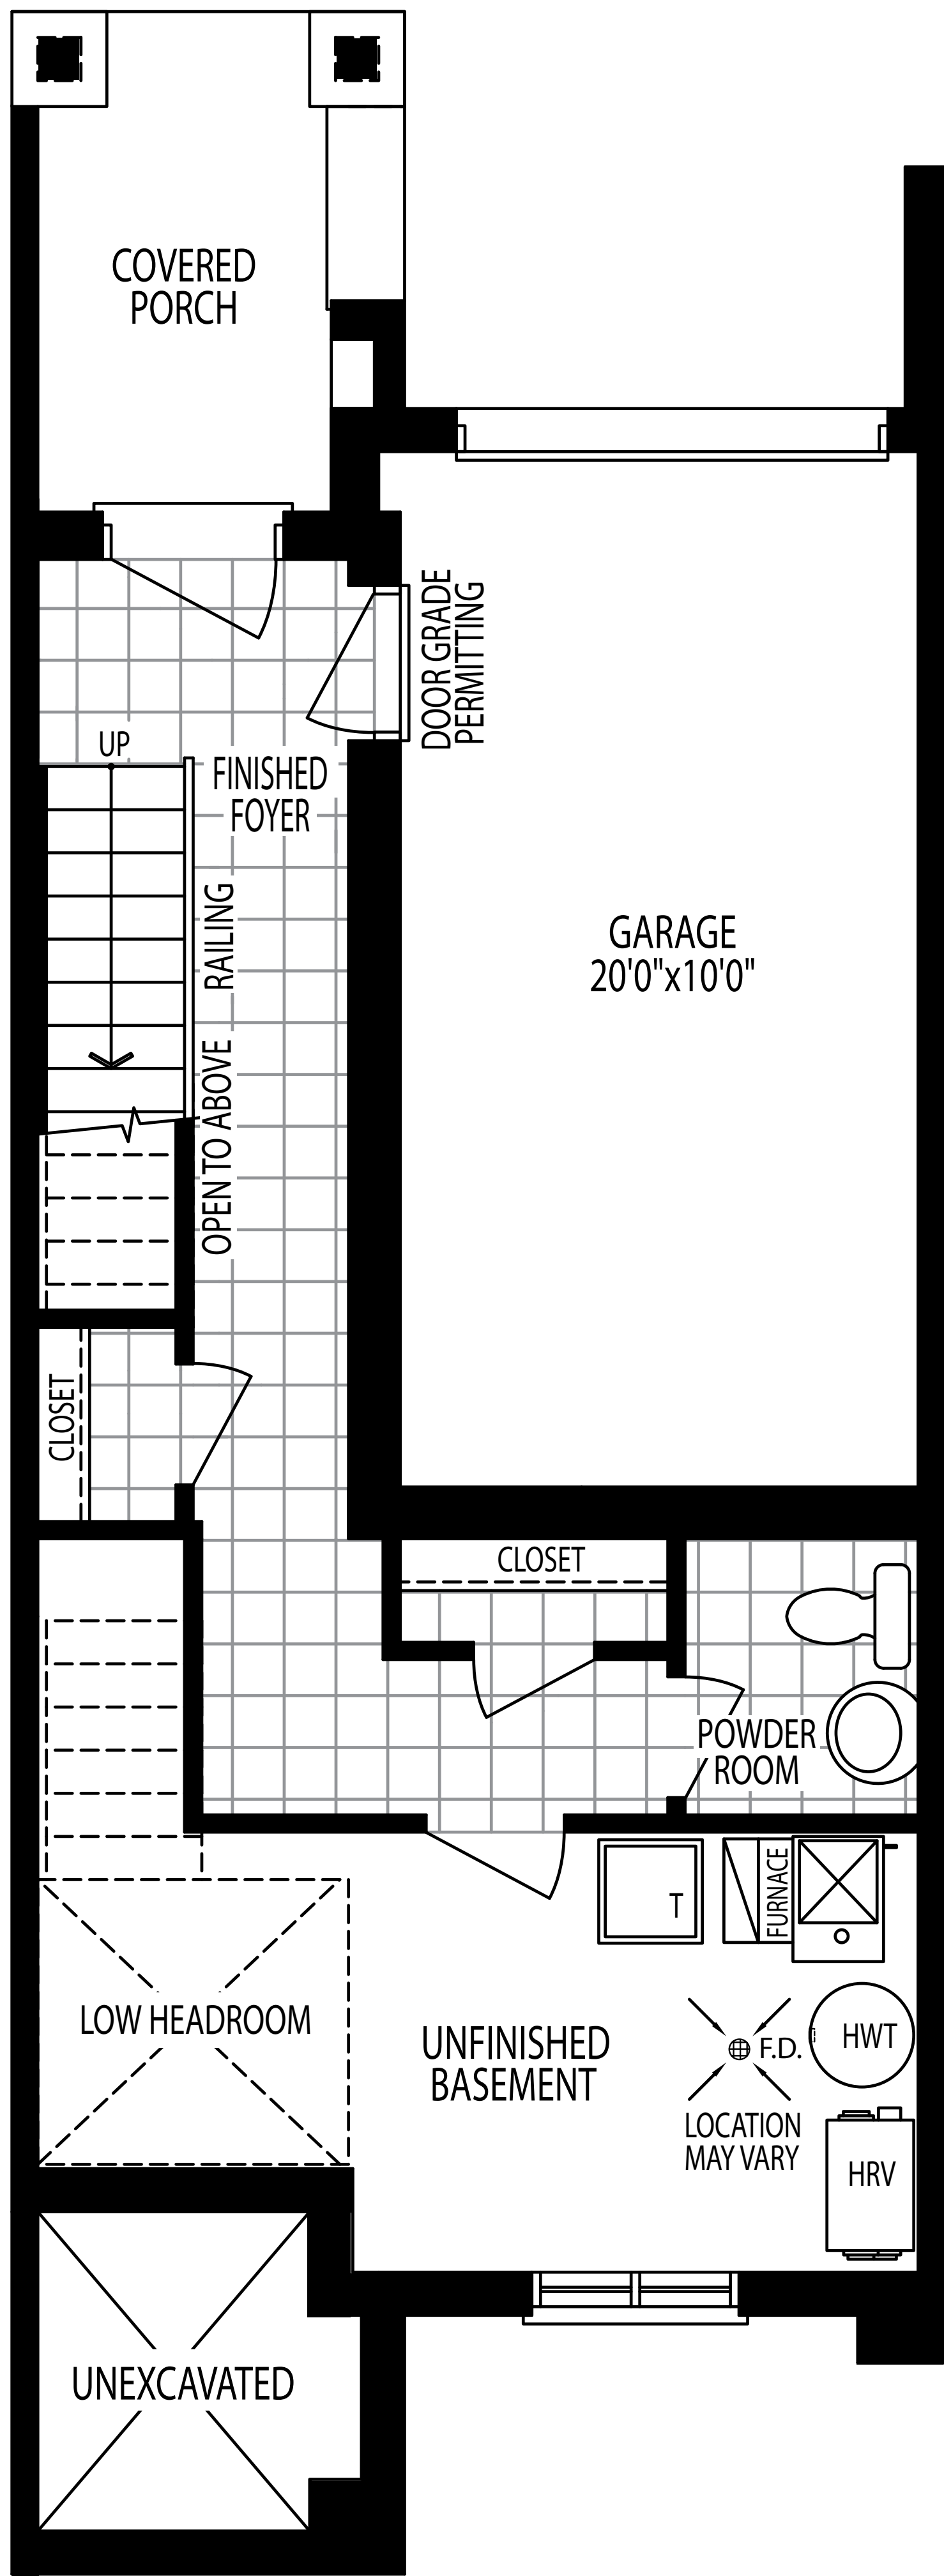 COVERED
PORCH
DOOR GRADE
PERMITTING
UP
FINISHED
FOYER
RAILING
GARAGE
20'0"x10'0"
OPEN TO ABOVE
CLOSET
CLOSET
POWDER
ROOM
FURNACE
T
LOW HEADROOM
UNFINISHED
BASEMENT
F.D.
HWT
LOCATION
MAY VARY
HRV
UNEXCAVATED